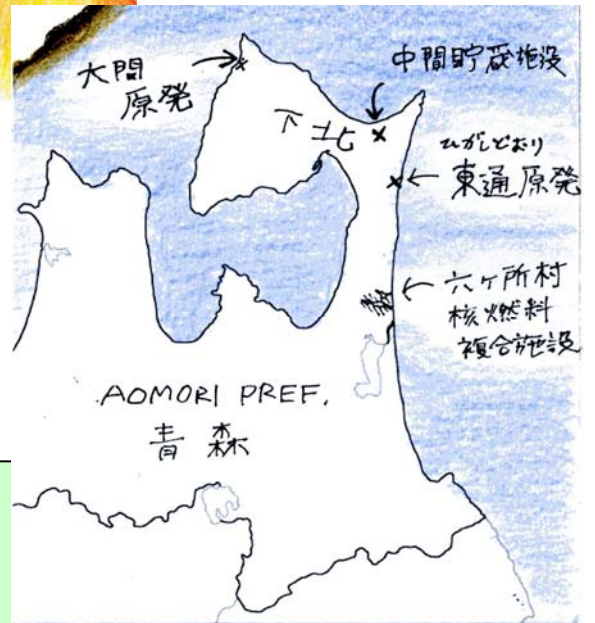 大間
原発
中間貯蔵施設
下北
ひがしどおり
東通原発
六ヶ所村
核燃料
複合施設
AOMORI PREF.
青森